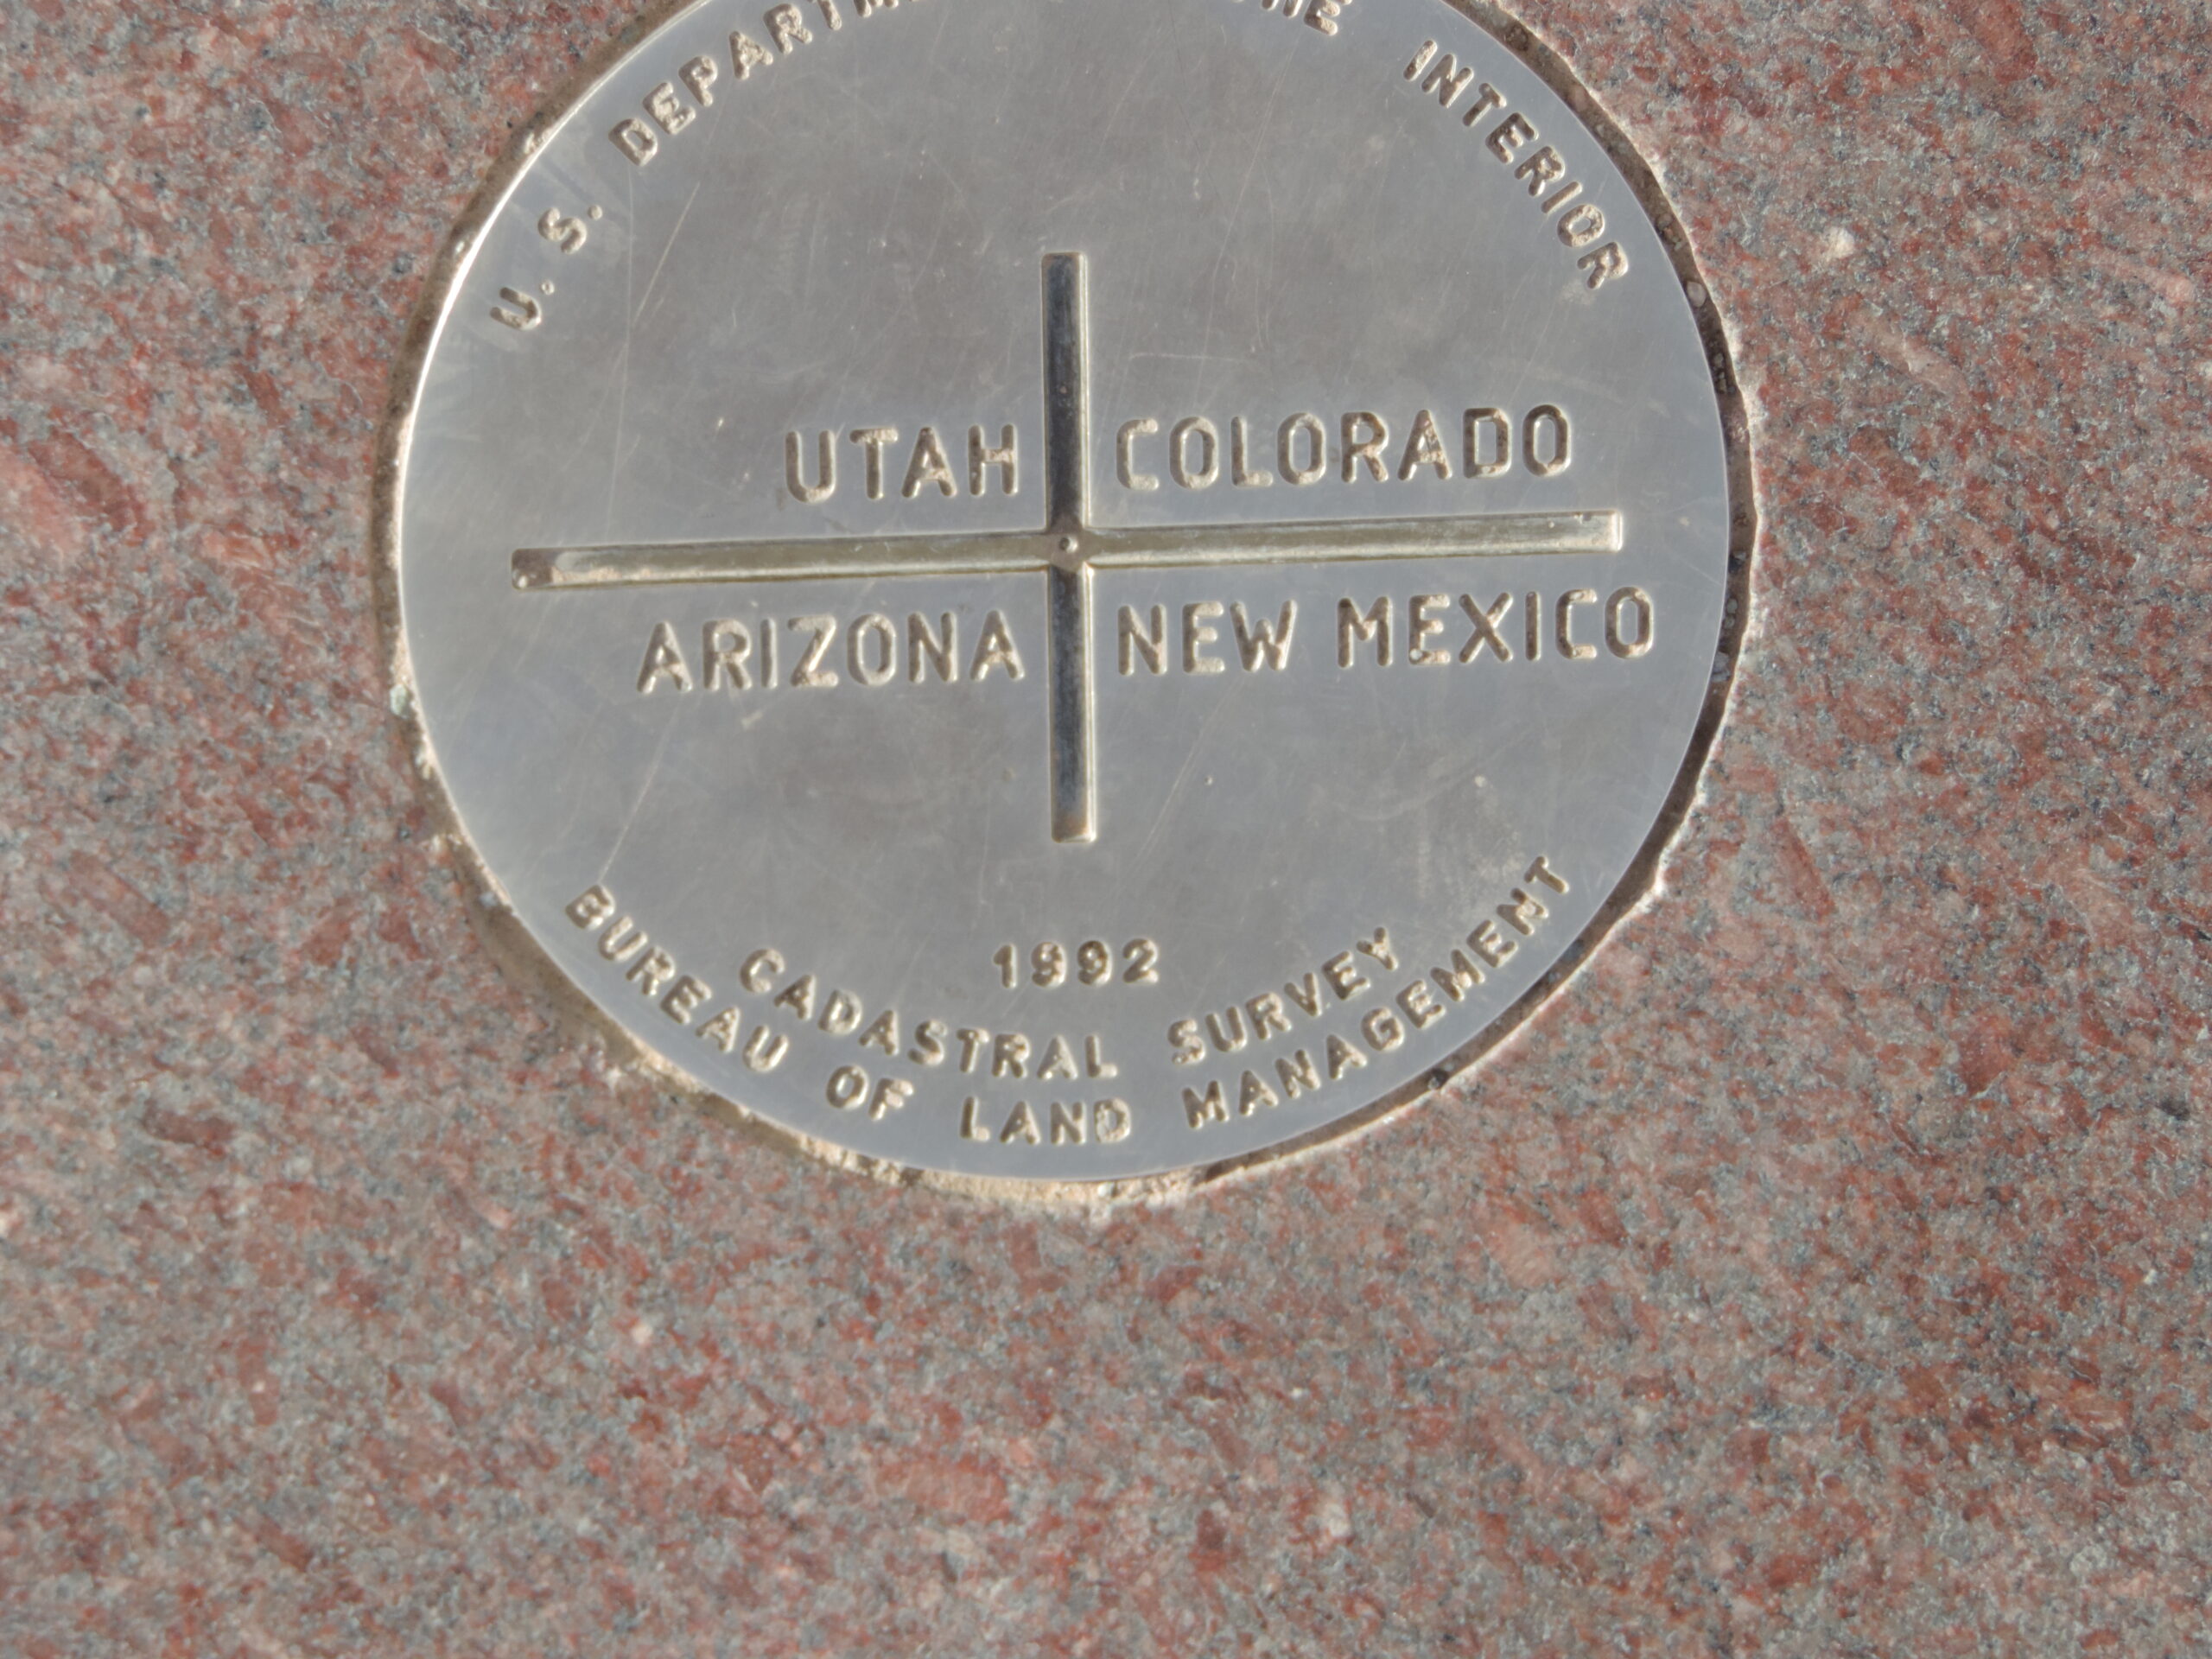 U. S. DEPARTM
INTERIOR
UTAH COLORADO
ARIZONA NEW MEXICO
1992
CADASTRAL SURVEY
BUREAU OF LAND MANAGEMENT